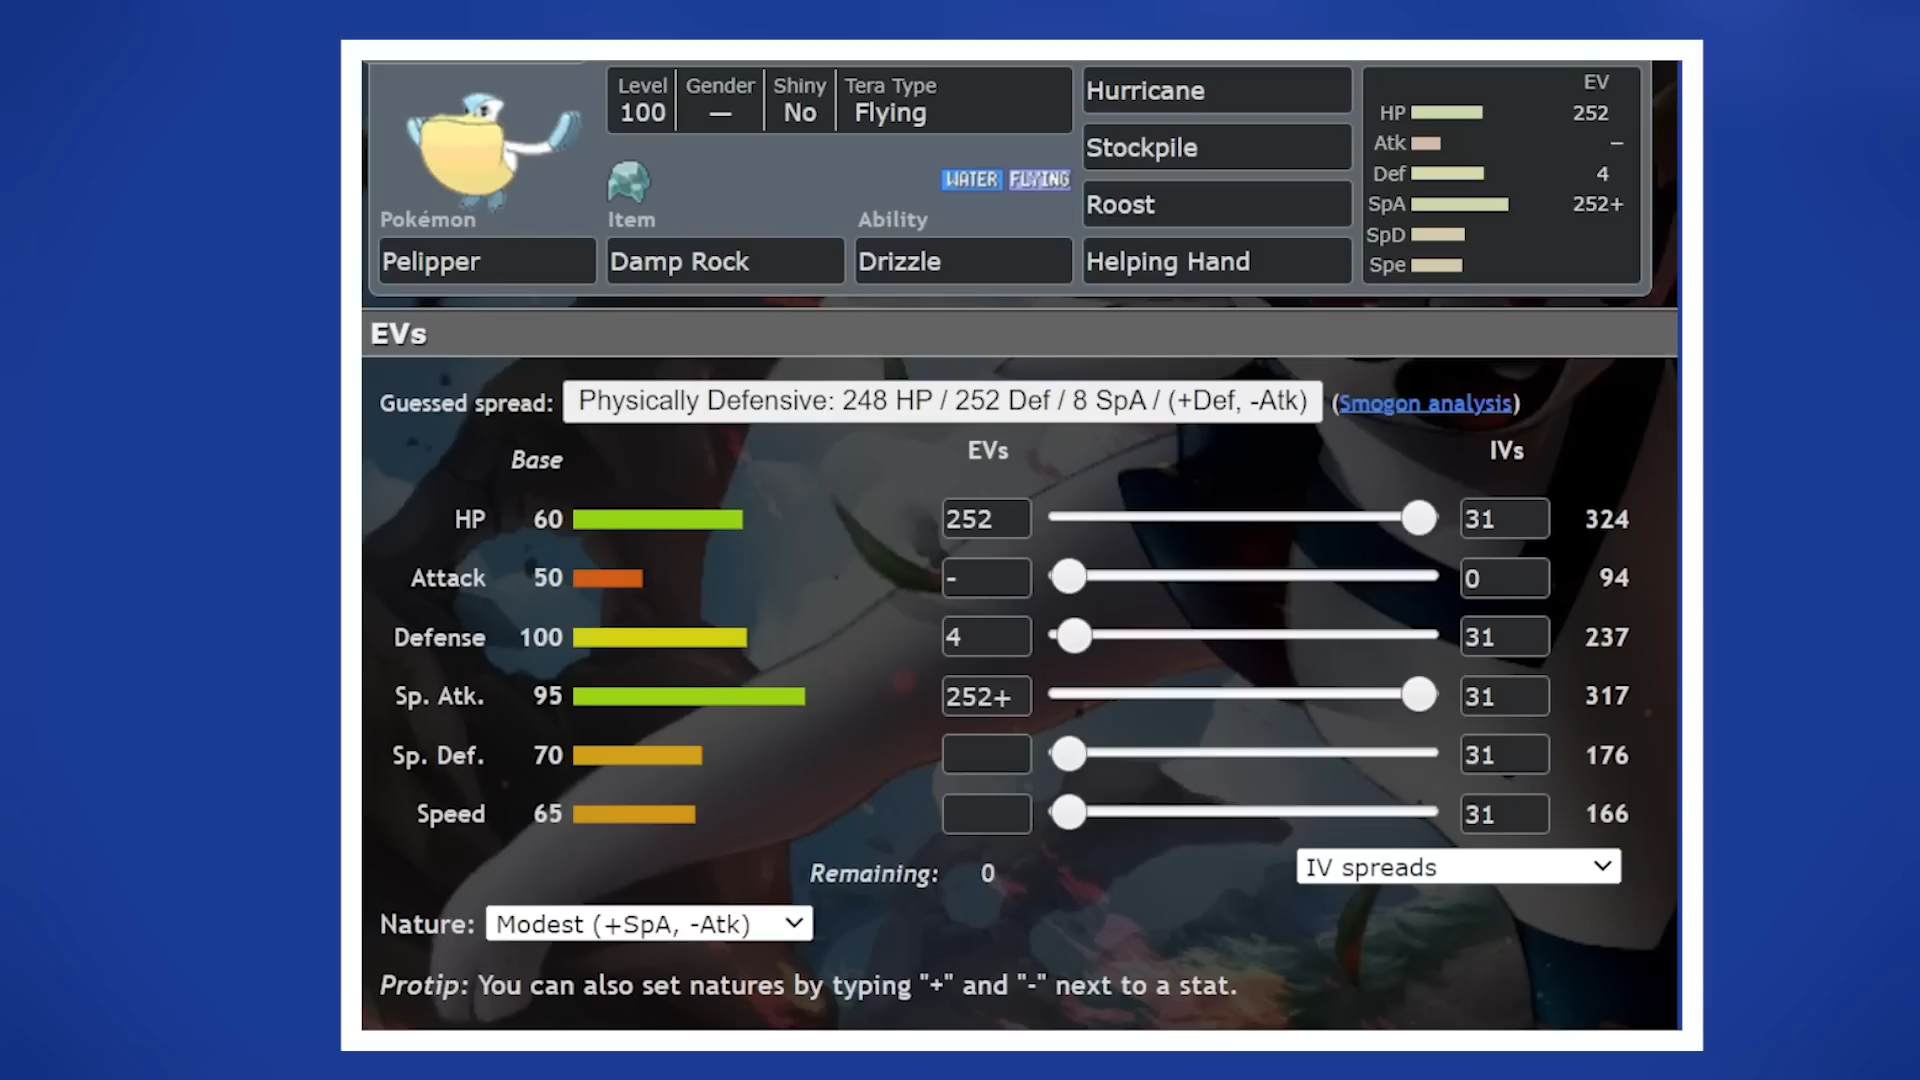 Level Gender Shiny Tera Type
100 — No Flying
WATER FLYING
Pokémon Item Ability
Pelipper Damp Rock Drizzle
Hurricane
Stockpile
Roost
Helping Hand
EV
HP 252
Atk –
Def 4
SpA 252+
SpD
Spe
EVs
Guessed spread: Physically Defensive: 248 HP / 252 Def / 8 SpA / (+Def, -Atk) (Smogon analysis)
Base EVs IVs
HP 60 252 31 324
Attack 50 - 0 94
Defense 100 4 31 237
Sp. Atk. 95 252+ 31 317
Sp. Def. 70 31 176
Speed 65 31 166
Remaining: 0 IV spreads
Nature: Modest (+SpA, -Atk)
Protip: You can also set natures by typing "+" and "-" next to a stat.